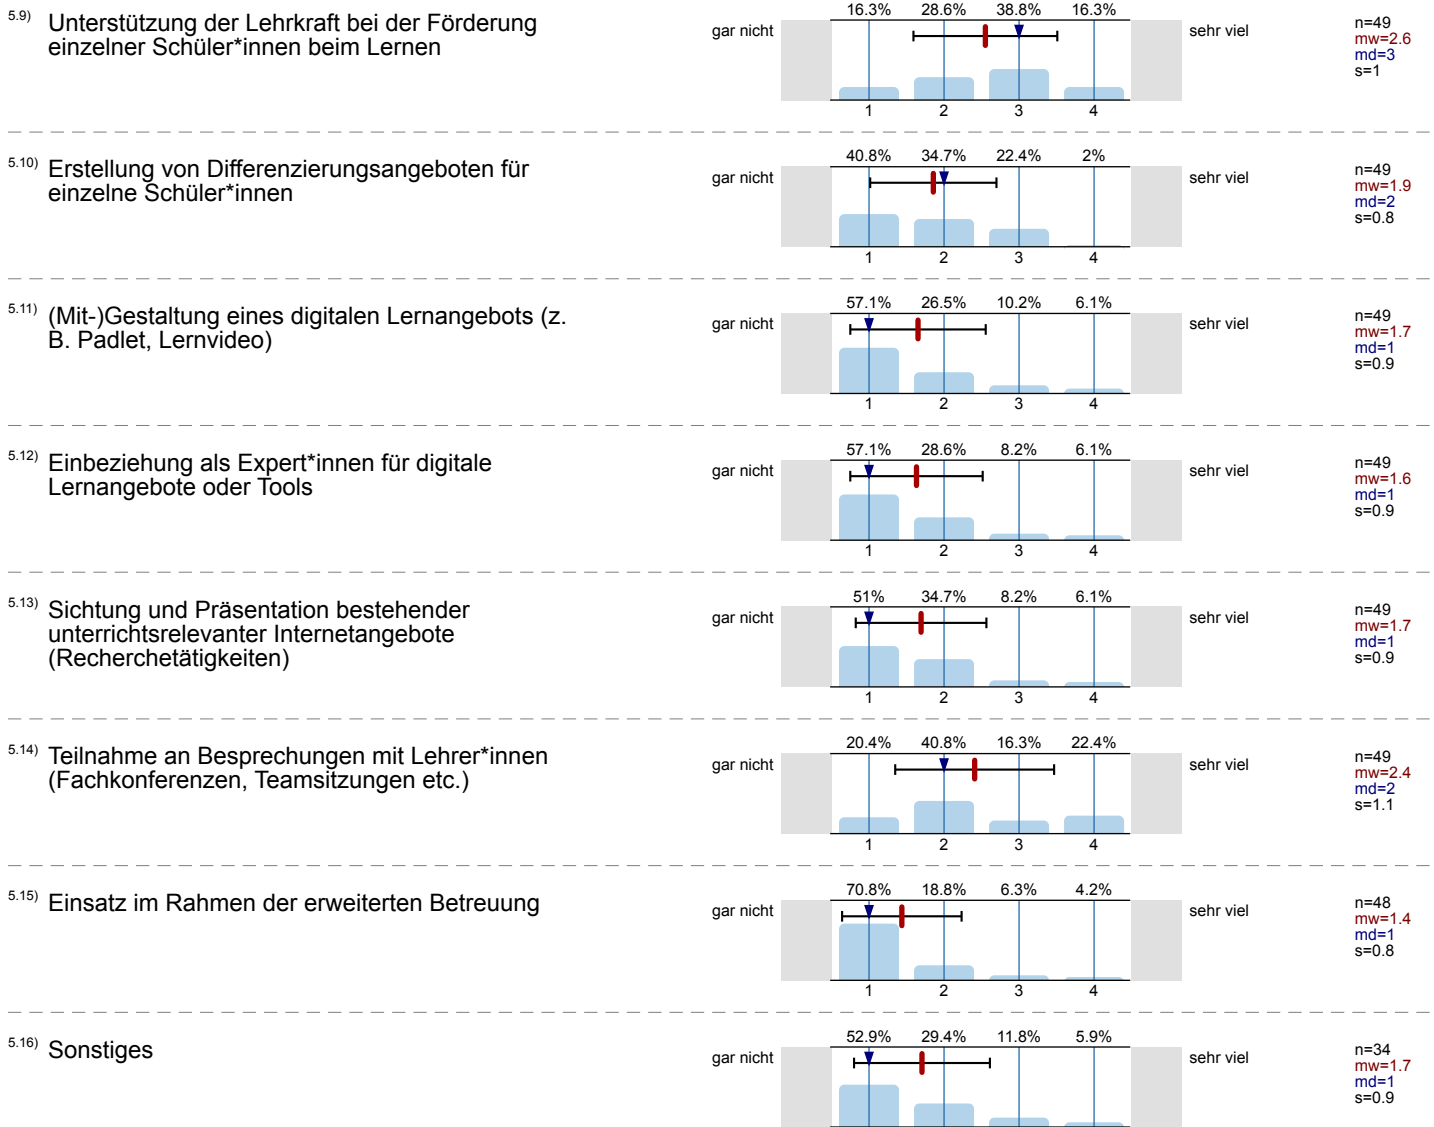 5.9) Unterstützung der Lehrkraft bei der Förderung
einzelner Schüler*innen beim Lernen
gar nicht
16.3% 28.6% 38.8% 16.3%
1 2 3 4
sehr viel
n=49
mw=2.6
md=3
s=1
5.10) Erstellung von Differenzierungsangeboten für
einzelne Schüler*innen
gar nicht
40.8% 34.7% 22.4% 2%
1 2 3 4
sehr viel
n=49
mw=1.9
md=2
s=0.8
5.11) (Mit-)Gestaltung eines digitalen Lernangebots (z.
B. Padlet, Lernvideo)
gar nicht
57.1% 26.5% 10.2% 6.1%
1 2 3 4
sehr viel
n=49
mw=1.7
md=1
s=0.9
5.12) Einbeziehung als Expert*innen für digitale
Lernangebote oder Tools
gar nicht
57.1% 28.6% 8.2% 6.1%
1 2 3 4
sehr viel
n=49
mw=1.6
md=1
s=0.9
5.13) Sichtung und Präsentation bestehender
unterrichtsrelevanter Internetangebote
(Recherchetätigkeiten)
gar nicht
51% 34.7% 8.2% 6.1%
1 2 3 4
sehr viel
n=49
mw=1.7
md=1
s=0.9
5.14) Teilnahme an Besprechungen mit Lehrer*innen
(Fachkonferenzen, Teamsitzungen etc.)
gar nicht
20.4% 40.8% 16.3% 22.4%
1 2 3 4
sehr viel
n=49
mw=2.4
md=2
s=1.1
5.15) Einsatz im Rahmen der erweiterten Betreuung
gar nicht
70.8% 18.8% 6.3% 4.2%
1 2 3 4
sehr viel
n=48
mw=1.4
md=1
s=0.8
5.16) Sonstiges
gar nicht
52.9% 29.4% 11.8% 5.9%
sehr viel
n=34
mw=1.7
md=1
s=0.9